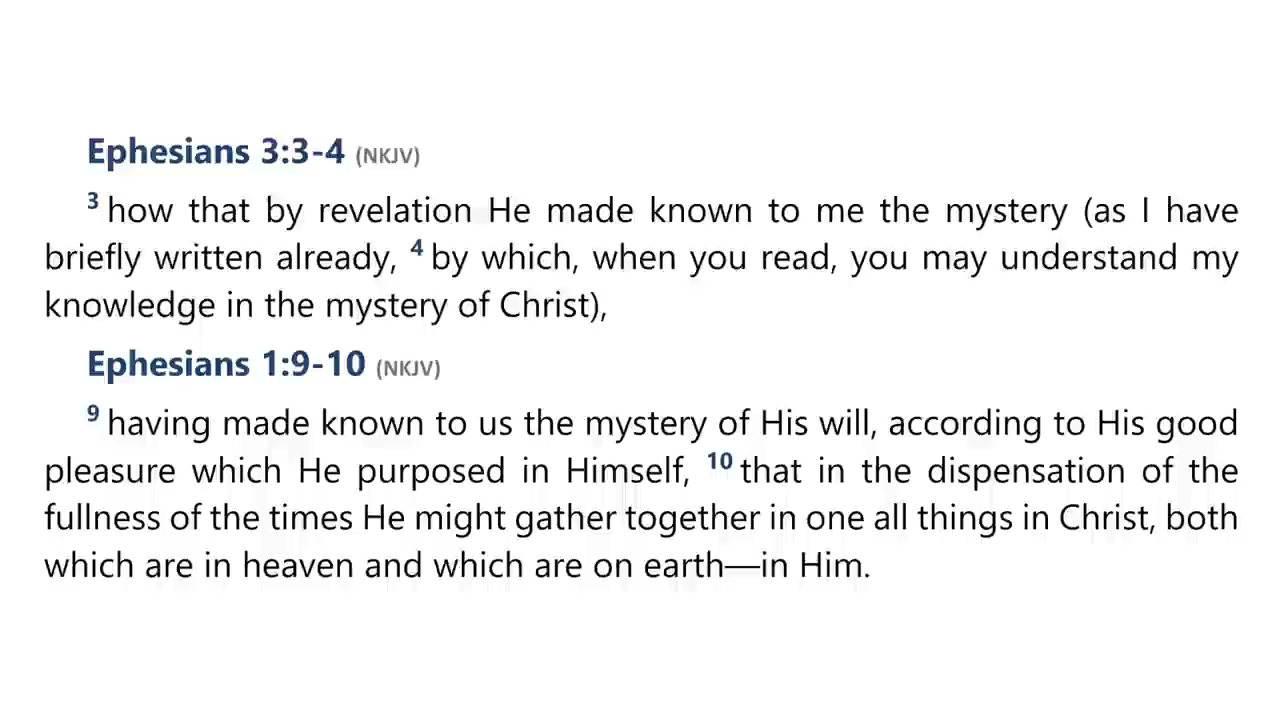 Ephesians 3:3-4 (NKJV)
3 how that by revelation He made known to me the mystery (as I have
briefly written already, 4 by which, when you read, you may understand my
knowledge in the mystery of Christ),
Ephesians 1:9-10 (NKJV)
9 having made known to us the mystery of His will, according to His good
pleasure which He purposed in Himself, 10 that in the dispensation of the
fullness of the times He might gather together in one all things in Christ, both
which are in heaven and which are on earth—in Him.